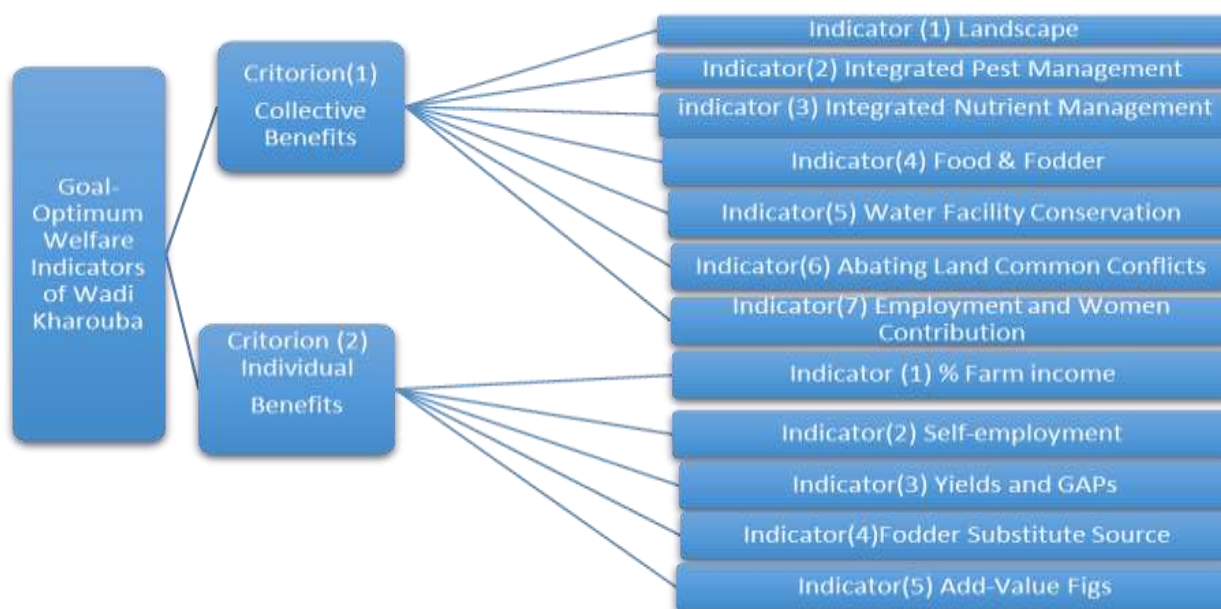 Goal-
Optimum
Welfare
Indicators
of Wadi
Kharouba
Critorion(1)
Collective
Benefits
Indicator (1) Landscape
Indicator(2) Integrated Pest Management
indicator (3) Integrated Nutrient Management
Indicator(4) Food & Fodder
Indicator(5) Water Facility Conservation
Indicator(6) Abating Land Common Conflicts
Indicator(7) Employment and Women
Contribution
Critorion (2)
Individual
Benefits
Indicator (1) % Farm income
Indicator(2) Self-employment
Indicator(3) Yields and GAPs
Indicator(4)Fodder Substitute Source
Indicator(5) Add-Value Figs